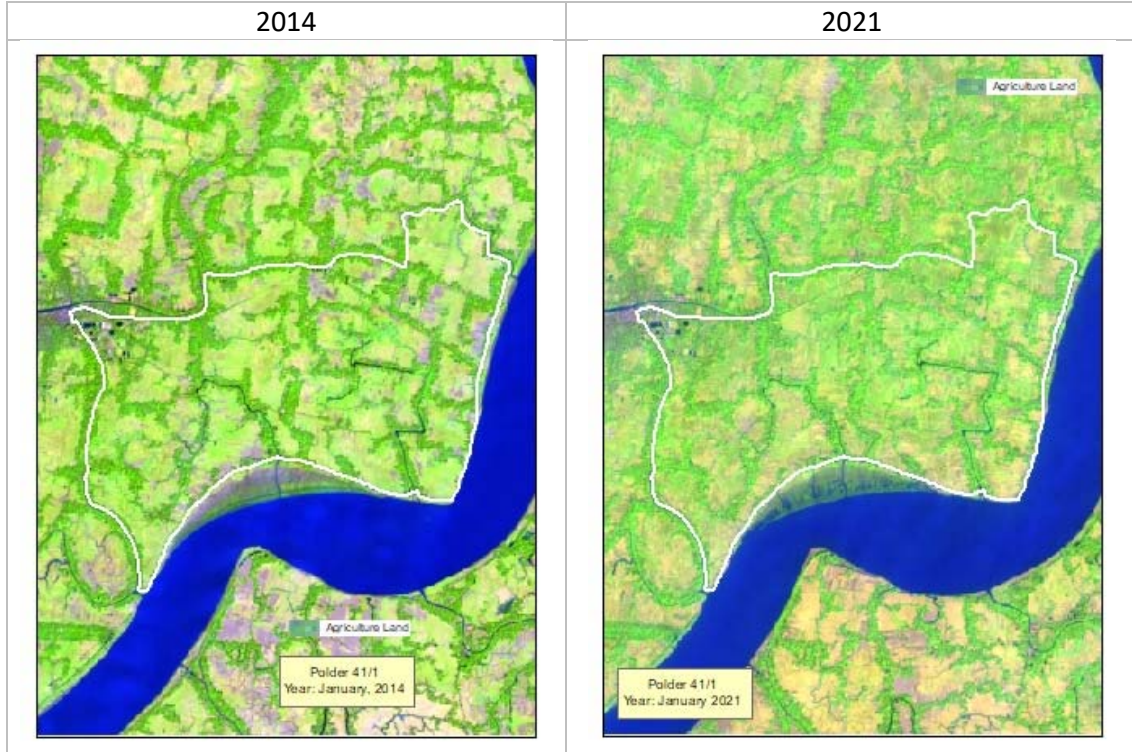 2014
2021
Agriculture Land
Polder 41/1
Year: January, 2014
Agriculture Land
Polder 41/1
Year: January 2021